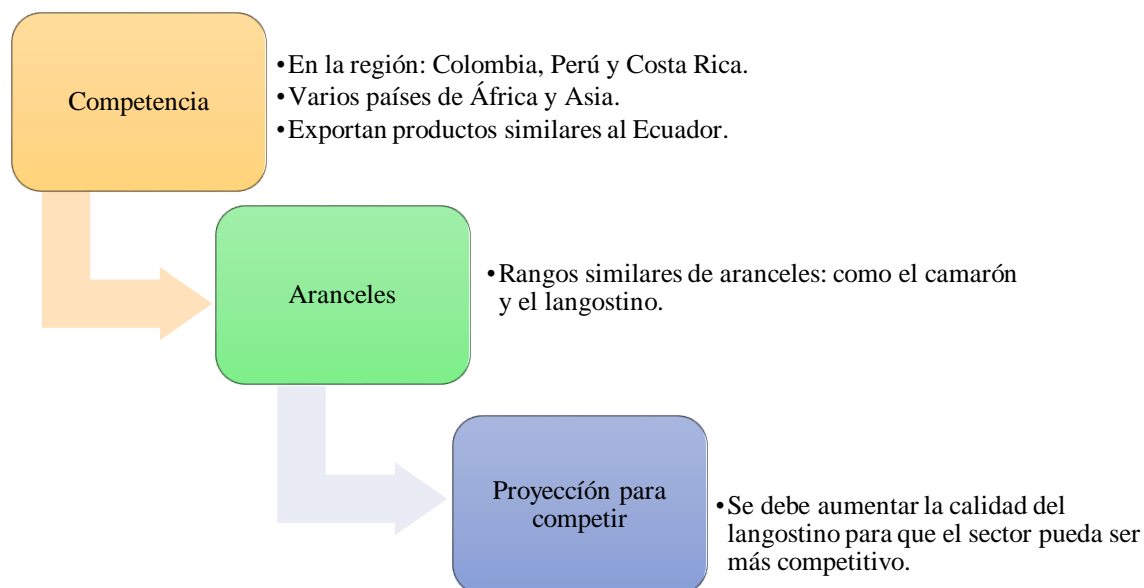 Competencia
•En la región: Colombia, Perú y Costa Rica.
•Varios países de África y Asia.
•Exportan productos similares al Ecuador.
Aranceles
•Rangos similares de aranceles: como el camarón
y el langostino.
Proyeccíón para
competir
•Se debe aumentar la calidad del
langostino para que el sector pueda ser
más competitivo.